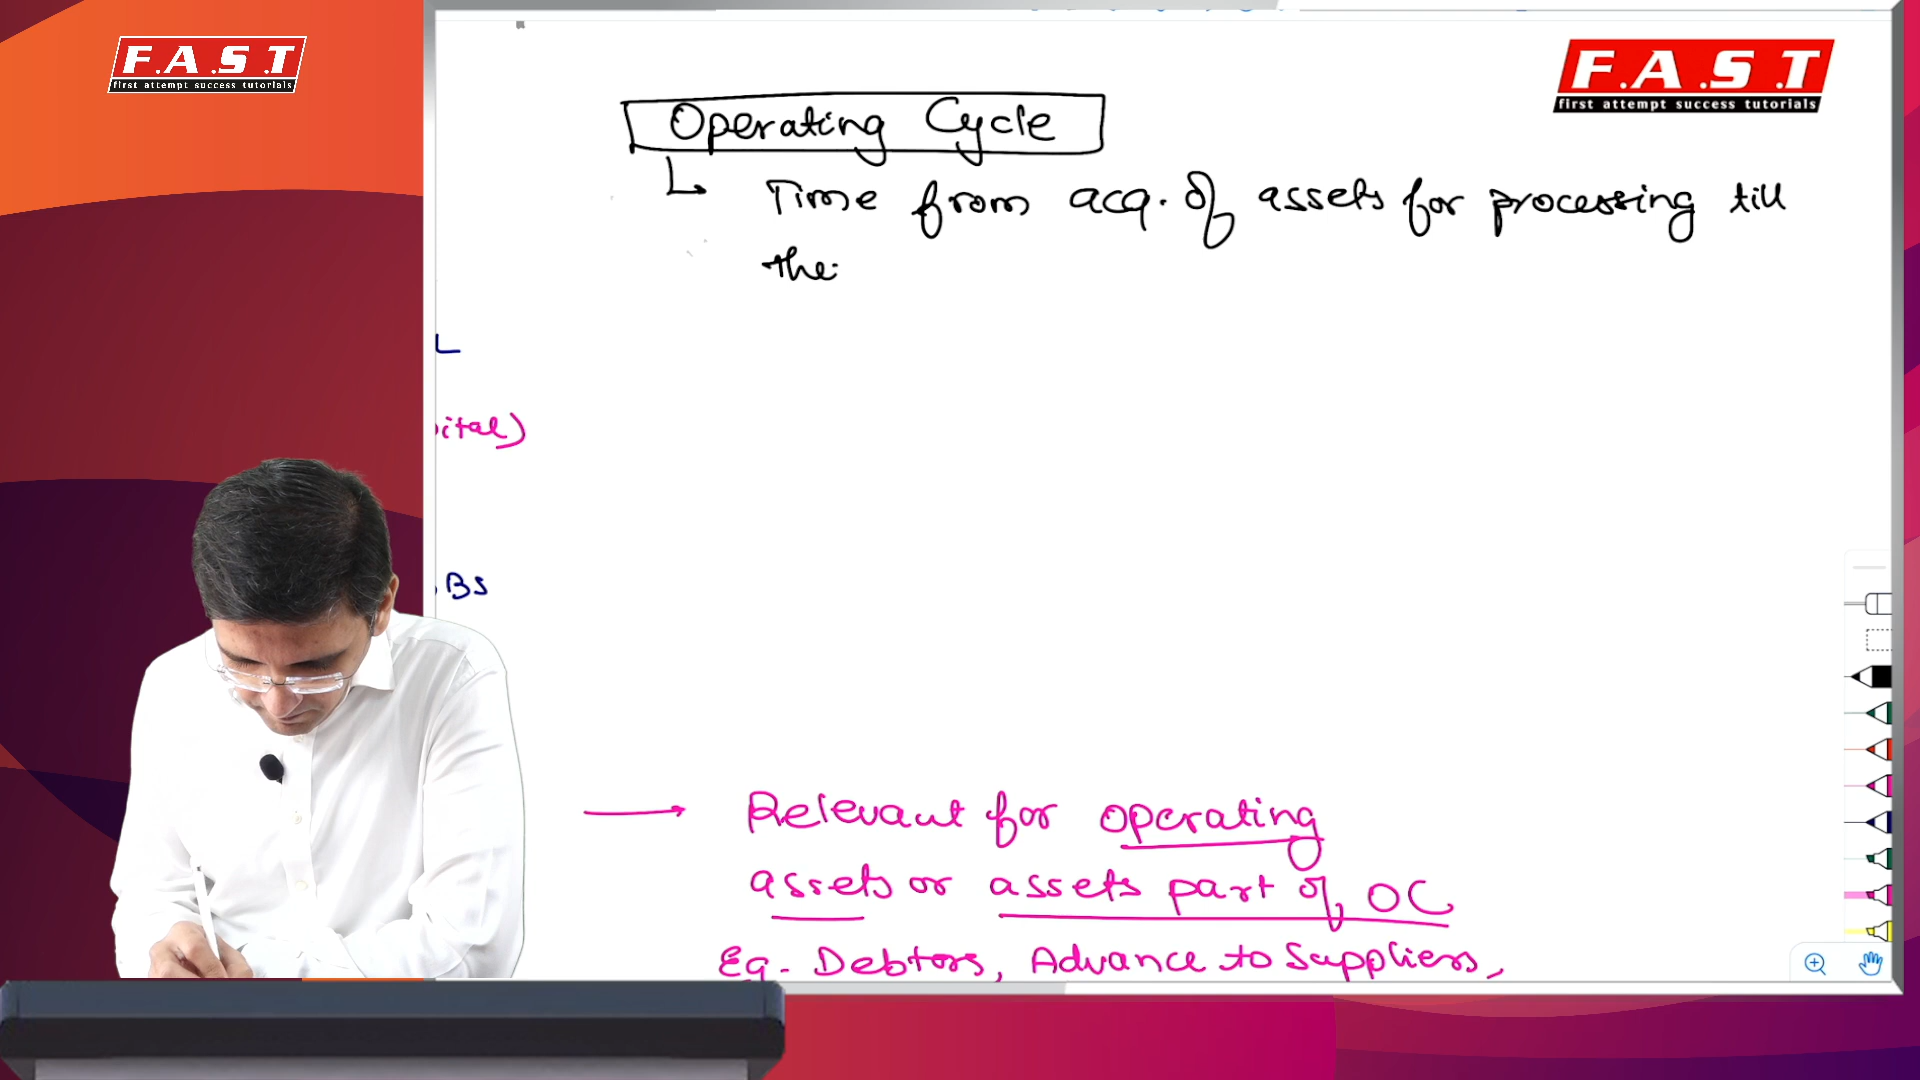 F.A.S.T
first attempt success tutorials
F.A.S.T
first attempt success tutorials
Operating Cycle
Time from acq. of assets for processing till
the
L
ital)
BS
Relevant for operating
assets or assets part of OC
Eg. Debtors, Advance to Suppliers,